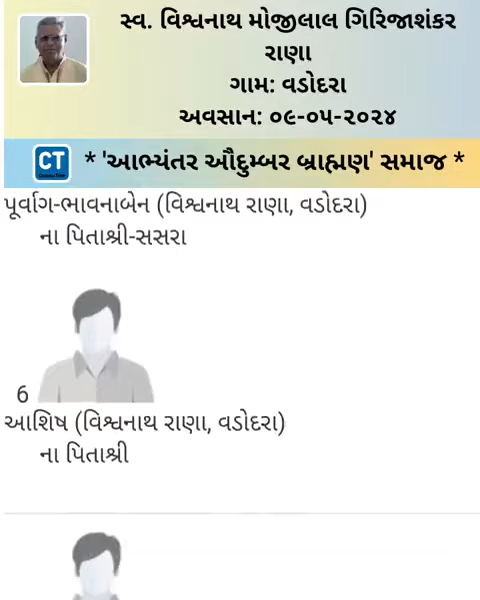 સ્વ. વિશ્વનાથ મોજીલાલ ગિરિજાશંકર
રાણા
ગામ: વડોદરા
અવસાન: ૦૯-૦૫-૨૦૨૪
CT
* 'આભ્યંતર ઔદુમ્બર બ્રાહ્મણ' સમાજ *
પૂર્વાગ-ભાવનાબેન (વિશ્વનાથ રાણા, વડોદરા)
ના પિતાશ્રી-સસરા
6
આશિષ (વિશ્વનાથ રાણા, વડોદરા)
ના પિતાશ્રી